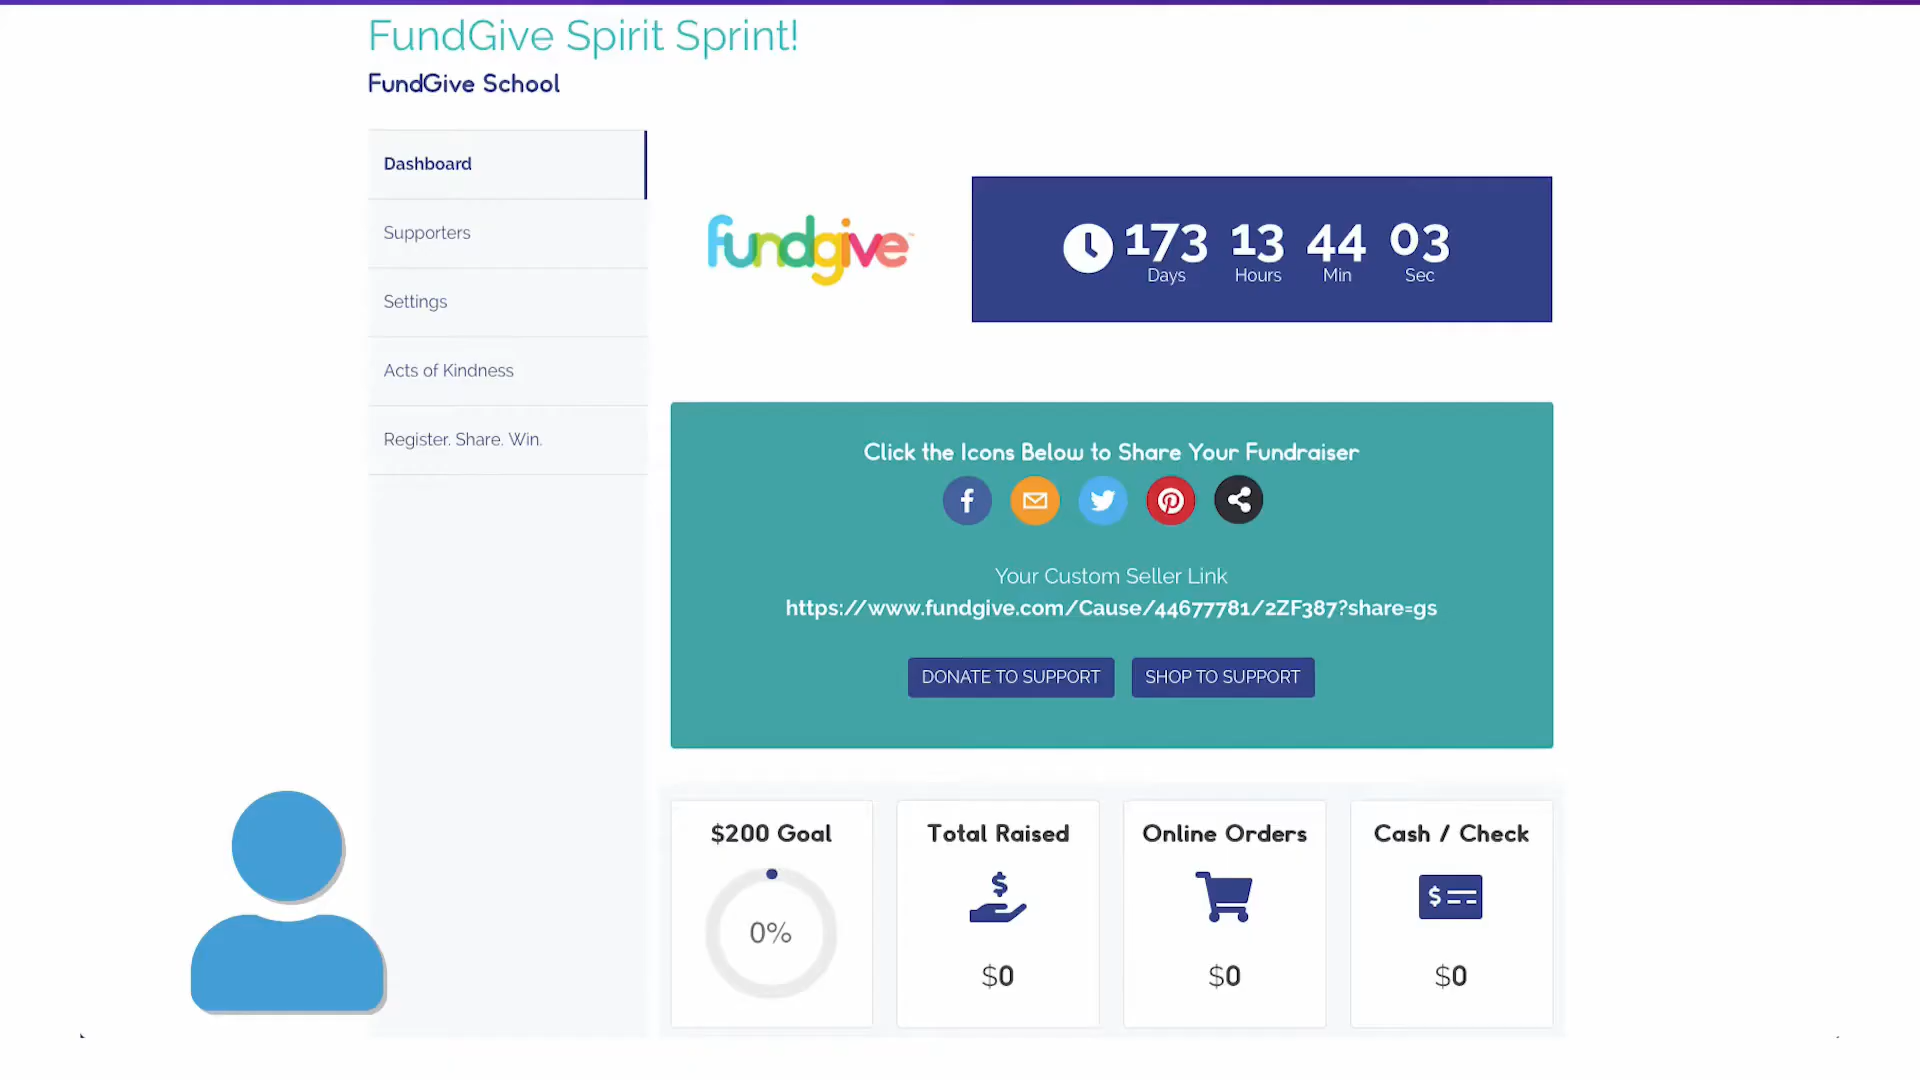 FundGive Spirit Sprint!
FundGive School
Dashboard
Supporters
Settings
Acts of Kindness
Register. Share. Win.
fundgive™
173 13 44 03
Days Hours Min Sec
Click the Icons Below to Share Your Fundraiser
Your Custom Seller Link
https://www.fundgive.com/Cause/44677781/2ZF387?share=gs
DONATE TO SUPPORT SHOP TO SUPPORT
$200 Goal Total Raised Online Orders Cash / Check
0%
$0 $0 $0